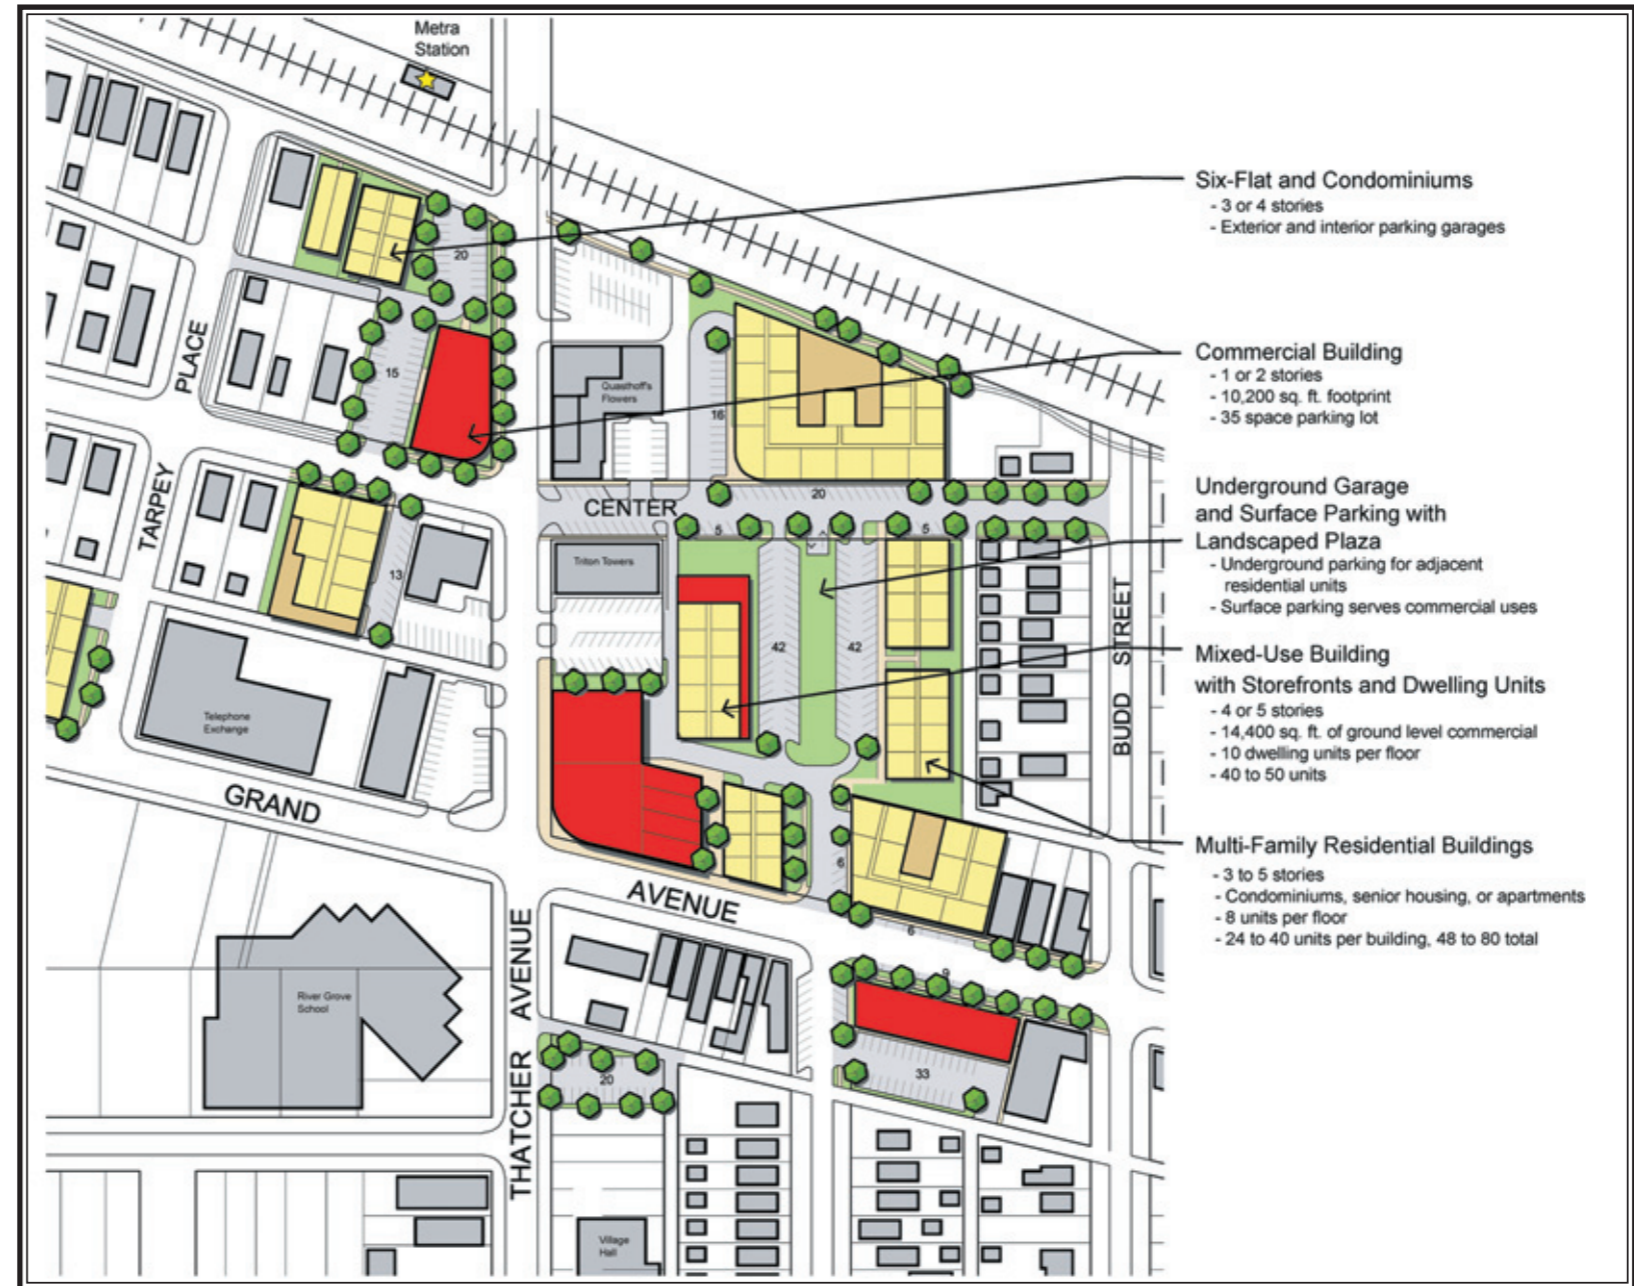 Metra
Station
Six-Flat and Condominiums
- 3 or 4 stories
- Exterior and interior parking garages
20
PLACE
15
Quasthoff's
Flowers
16
Commercial Building
- 1 or 2 stories
- 10,200 sq. ft. footprint
- 35 space parking lot
TARPEY
CENTER
20
5
5
Underground Garage
and Surface Parking with
Landscaped Plaza
- Underground parking for adjacent
residential units
- Surface parking serves commercial uses
13
Triton Towers
42
42
BUDD STREET
Mixed-Use Building
with Storefronts and Dwelling Units
- 4 or 5 stories
- 14,400 sq. ft. of ground level commercial
- 10 dwelling units per floor
- 40 to 50 units
Telephone
Exchange
GRAND
AVENUE
6
6
Multi-Family Residential Buildings
- 3 to 5 stories
- Condominiums, senior housing, or apartments
- 8 units per floor
- 24 to 40 units per building, 48 to 80 total
THATCHER AVENUE
River Grove
School
9
20
33
Village
Hall